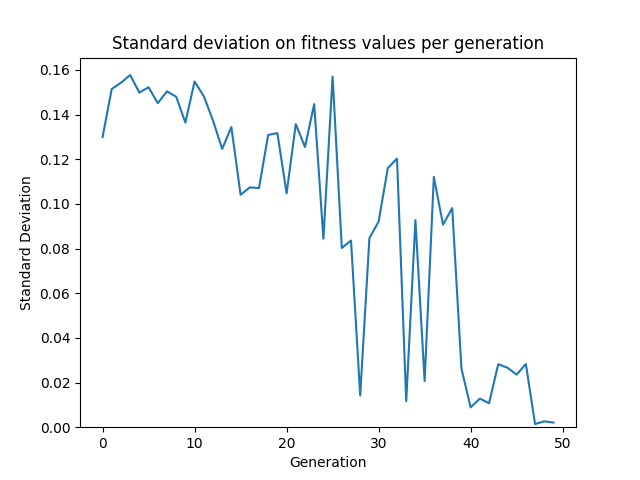 Standard deviation on fitness values per generation
0.16
0.14
0.12
0.10
0.08
0.06
0.04
0.02
0.00
Standard Deviation
0 10 20 30 40 50
Generation